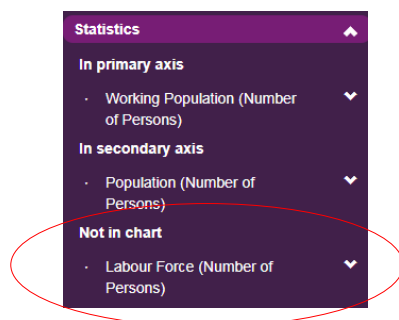 Statistics
In primary axis
· Working Population (Number
of Persons)
In secondary axis
· Population (Number of
Persons)
Not in chart
· Labour Force (Number of
Persons)